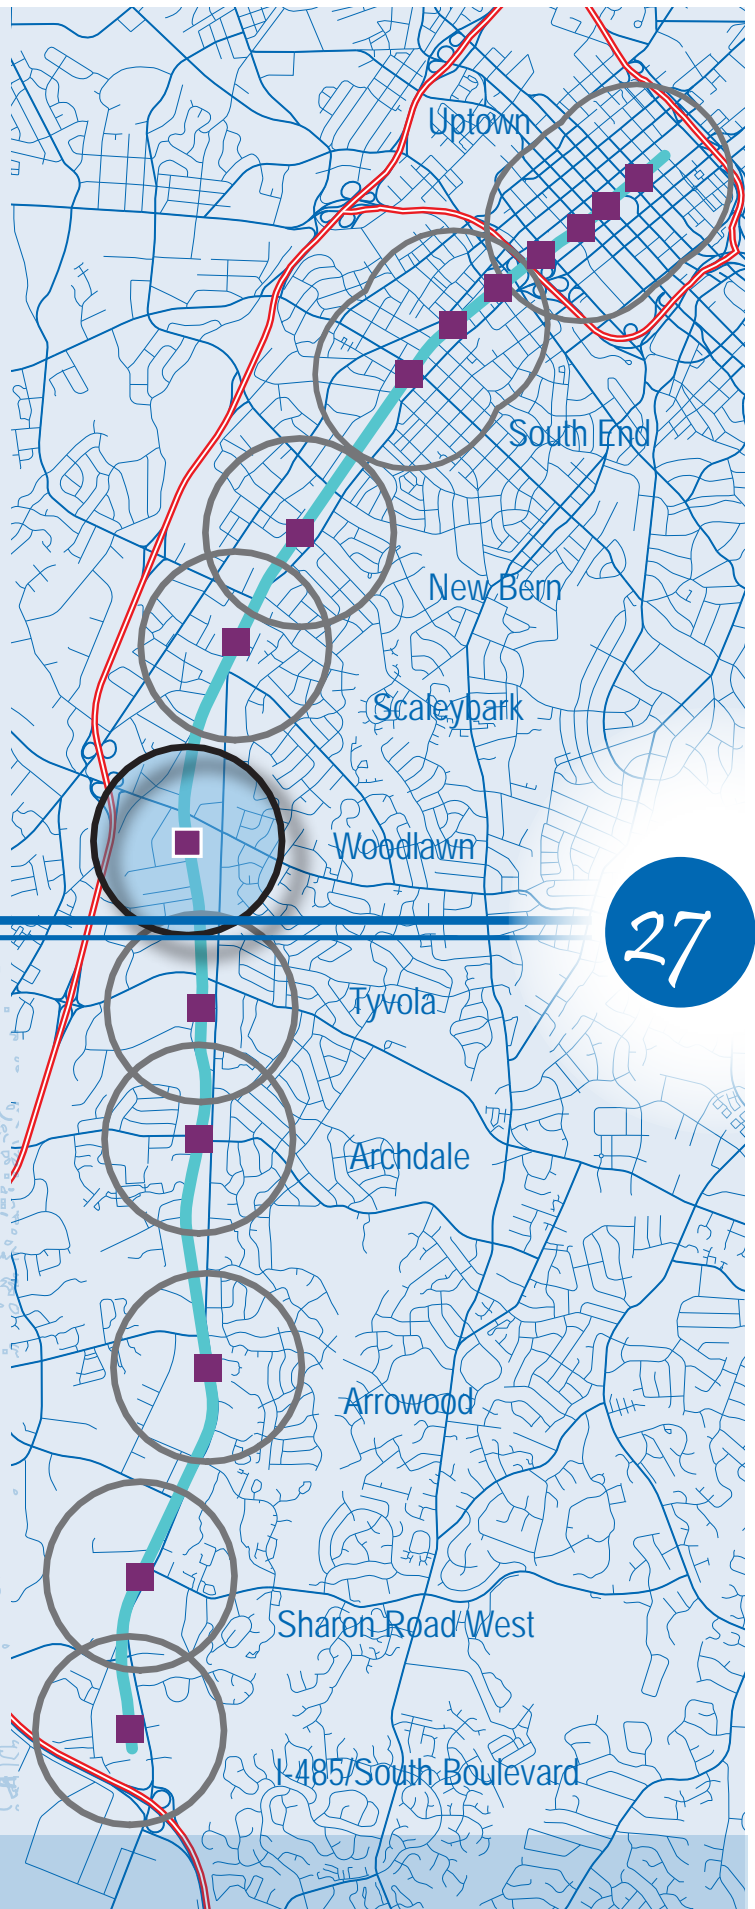 Uptown
South End
New Bern
Scaleybark
Woodlawn
27
Tyvola
Archdale
Arrowood
Sharon Road West
I-485/South Boulevard